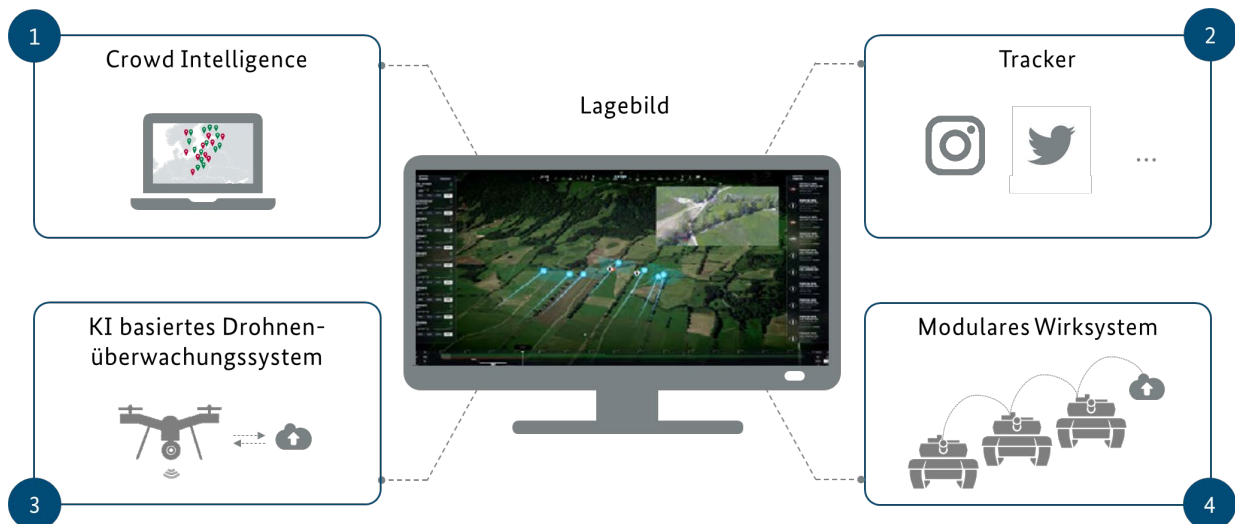 1
Crowd Intelligence
2
Tracker
...
Lagebild
3
KI basiertes Drohnen-
überwachungssystem
4
Modulares Wirksystem